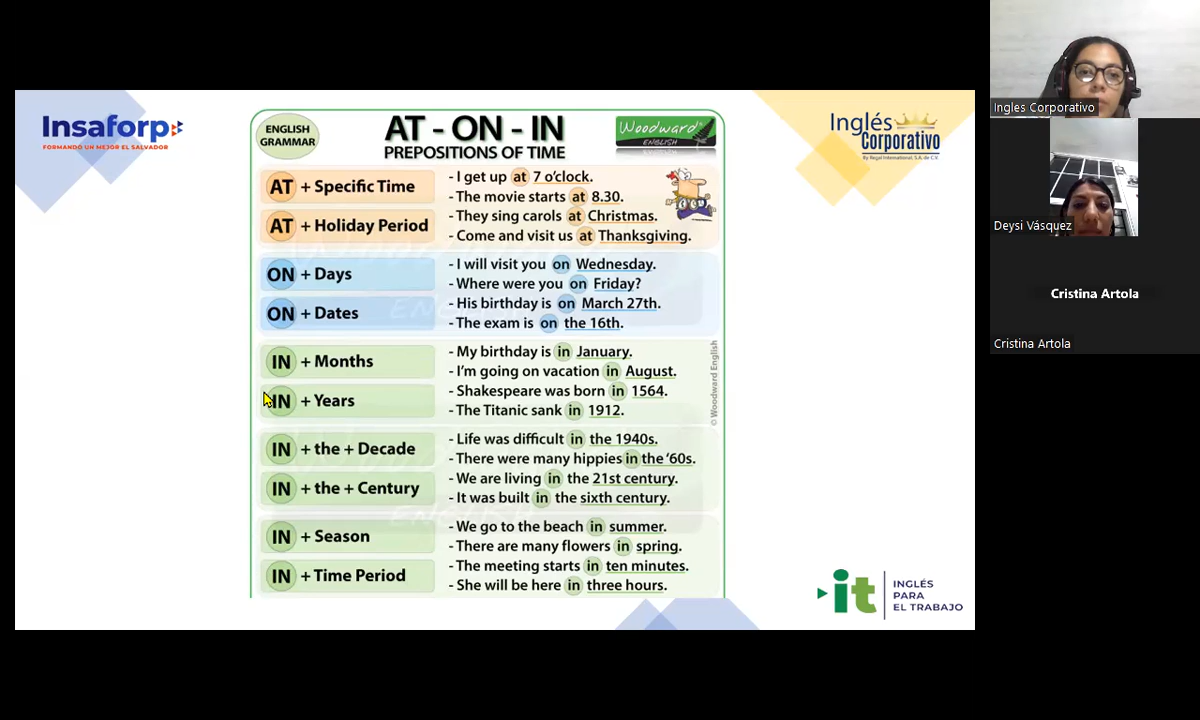 Insaforp
FORMANDO UN MEJOR EL SALVADOR
ENGLISH
GRAMMAR
AT - ON - IN
PREPOSITIONS OF TIME
Woodward
ENGLISH
Inglés
Corporativo
By Regal International, S.A. de C.V.
AT + Specific Time
- I get up at 7 o'clock.
- The movie starts at 8.30.
AT + Holiday Period
- They sing carols at Christmas.
- Come and visit us at Thanksgiving.
ON + Days
- I will visit you on Wednesday.
- Where were you on Friday?
ON + Dates
- His birthday is on March 27th.
- The exam is on the 16th.
IN + Months
- My birthday is in January.
- I'm going on vacation in August.
IN + Years
- Shakespeare was born in 1564.
- The Titanic sank in 1912.
IN + the + Decade
- Life was difficult in the 1940s.
- There were many hippies in the '60s.
IN + the + Century
- We are living in the 21st century.
- It was built in the sixth century.
IN + Season
- We go to the beach in summer.
- There are many flowers in spring.
IN + Time Period
- The meeting starts in ten minutes.
- She will be here in three hours.
© Woodward English
it
INGLÉS
PARA
EL TRABAJO
Ingles Corporativo
Deysi Vásquez
Cristina Artola
Cristina Artola